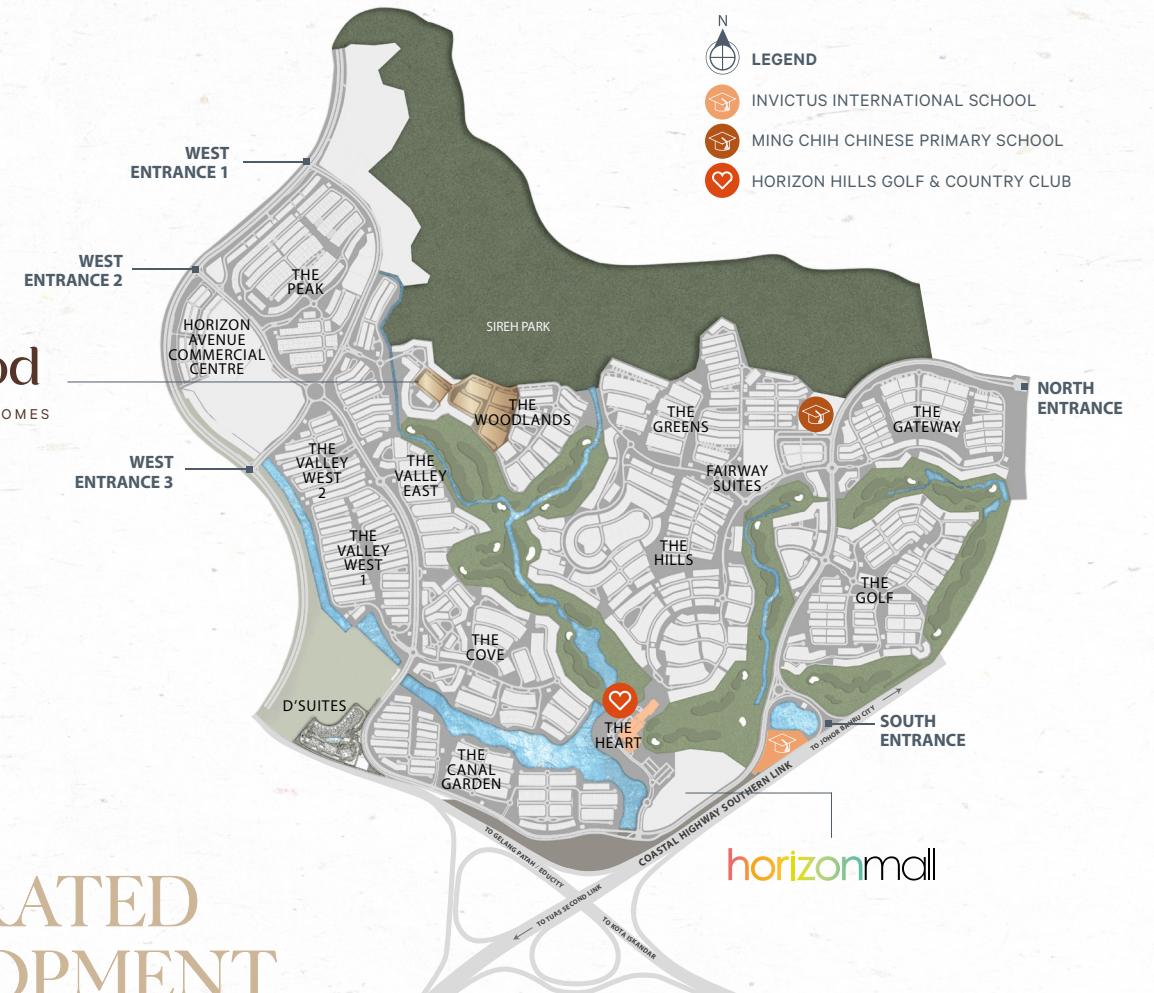 N
LEGEND
INVICTUS INTERNATIONAL SCHOOL
MING CHIH CHINESE PRIMARY SCHOOL
HORIZON HILLS GOLF & COUNTRY CLUB
WEST
ENTRANCE 1
WEST
ENTRANCE 2
THE
PEAK
HORIZON
AVENUE
COMMERCIAL
CENTRE
SIREH PARK
od
OMES
THE
WOODLANDS
THE
GREENS
THE
GATEWAY
NORTH
ENTRANCE
WEST
ENTRANCE 3
THE
VALLEY
WEST
2
THE
VALLEY
EAST
FAIRWAY
SUITES
THE
VALLEY
WEST
1
THE
HILLS
THE
GOLF
THE
COVE
D'SUITES
THE
HEART
SOUTH
ENTRANCE
THE
CANAL
GARDEN
TO JOHOR BAHRU CITY
COASTAL HIGHWAY SOUTHERN LINK
TO GELANG PATAH / EDUCITY
TO TUAS SECOND LINK
TO KOTA ISKANDAR
horizonmall
RATED
OPMENT